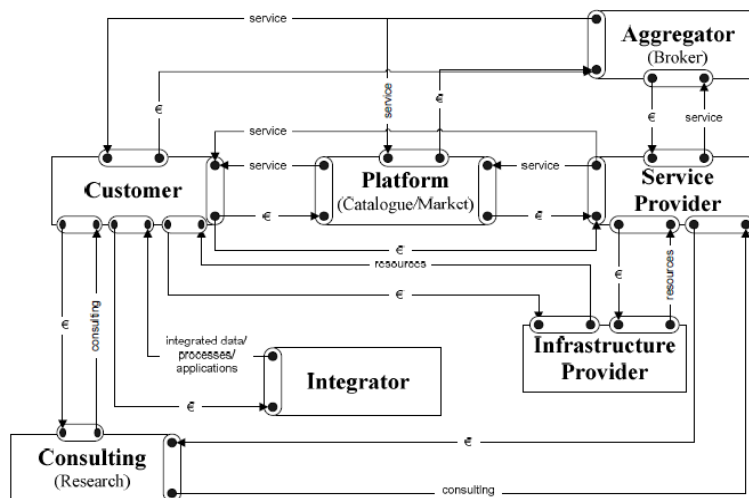 service
Aggregator
(Broker)
€
€
service
€
service
service
service
service
Customer
Platform
(Catalogue/Market)
Service
Provider
€
€
€
resources
€
resources
€
consulting
€
integrated data/
processes/
applications
Infrastructure
Provider
Integrator
€
€
Consulting
(Research)
consulting